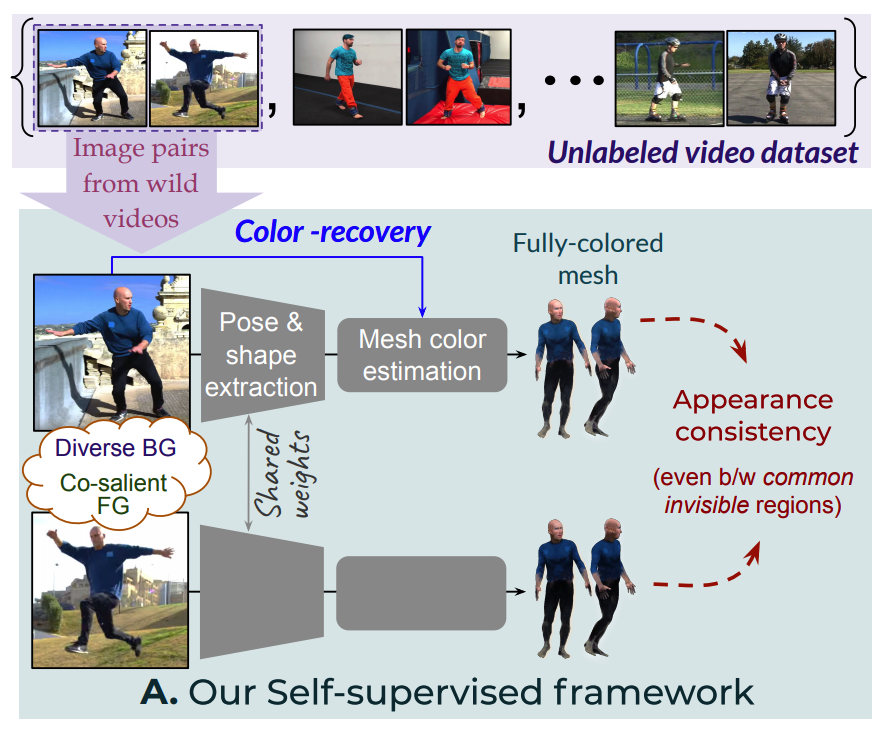 Unlabeled video dataset
Image pairs
from wild
videos
Color -recovery
Fully-colored
mesh
Pose &
shape
extraction
Mesh color
estimation
Appearance
consistency
(even b/w common
invisible regions)
Diverse BG
Co-salient
FG
Shared
weights
A. Our Self-supervised framework